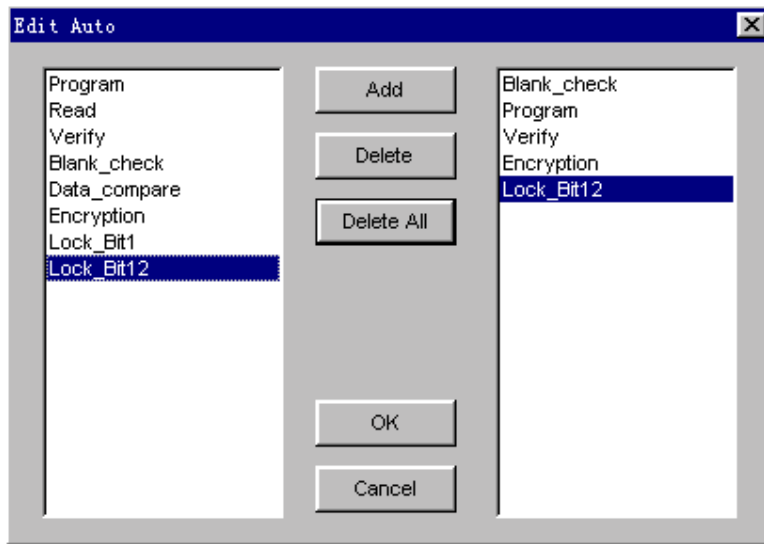 Edit Auto
Program
Read
Verify
Blank_check
Data_compare
Encryption
Lock_Bit1
Lock_Bit12
Add
Delete
Delete All
OK
Cancel
Blank_check
Program
Verify
Encryption
Lock_Bit12